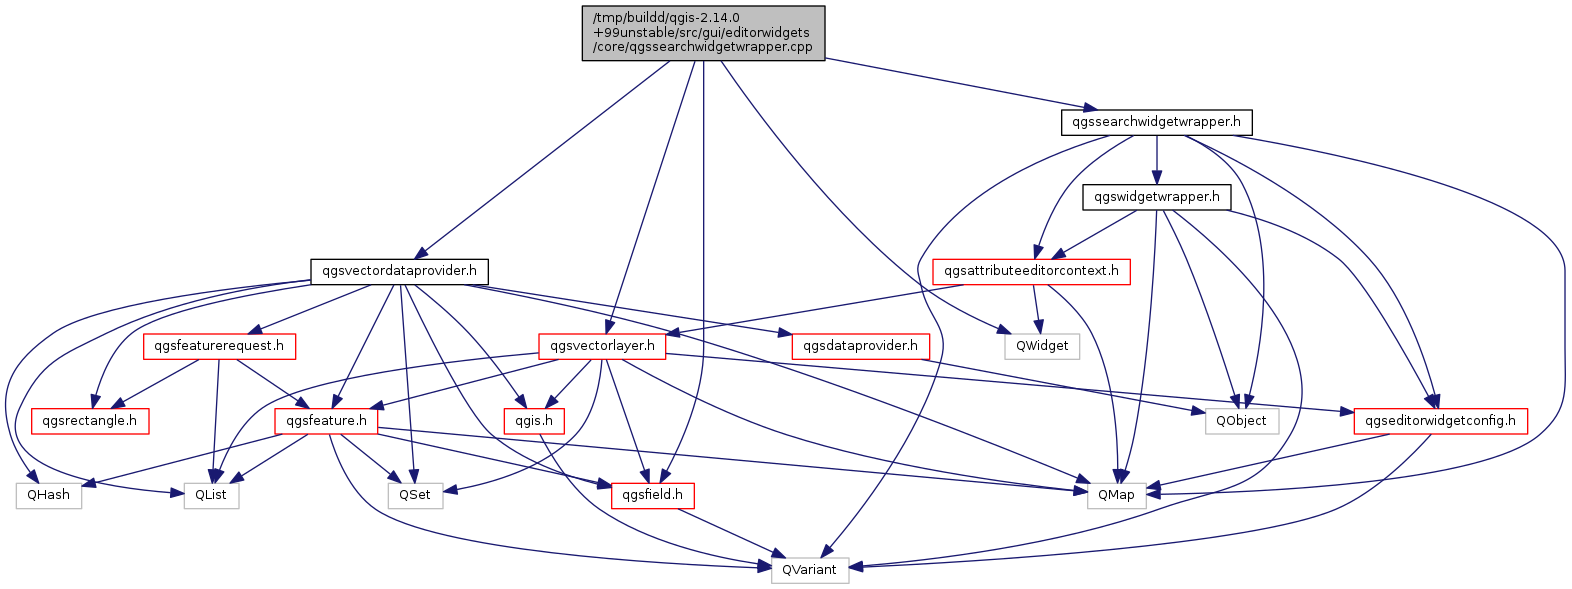 /tmp/buildd/qgis-2.14.0
+99unstable/src/gui/editorwidgets
/core/qgssearchwidgetwrapper.cpp
qgssearchwidgetwrapper.h
qgswidgetwrapper.h
qgsvectordataprovider.h
qgsattributeeditorcontext.h
qgsfeaturerequest.h
qgsvectorlayer.h
qgsdataprovider.h
QWidget
qgsrectangle.h
qgsfeature.h
qgis.h
QObject
qgseditorwidgetconfig.h
QHash
QList
QSet
qgsfield.h
QMap
QVariant